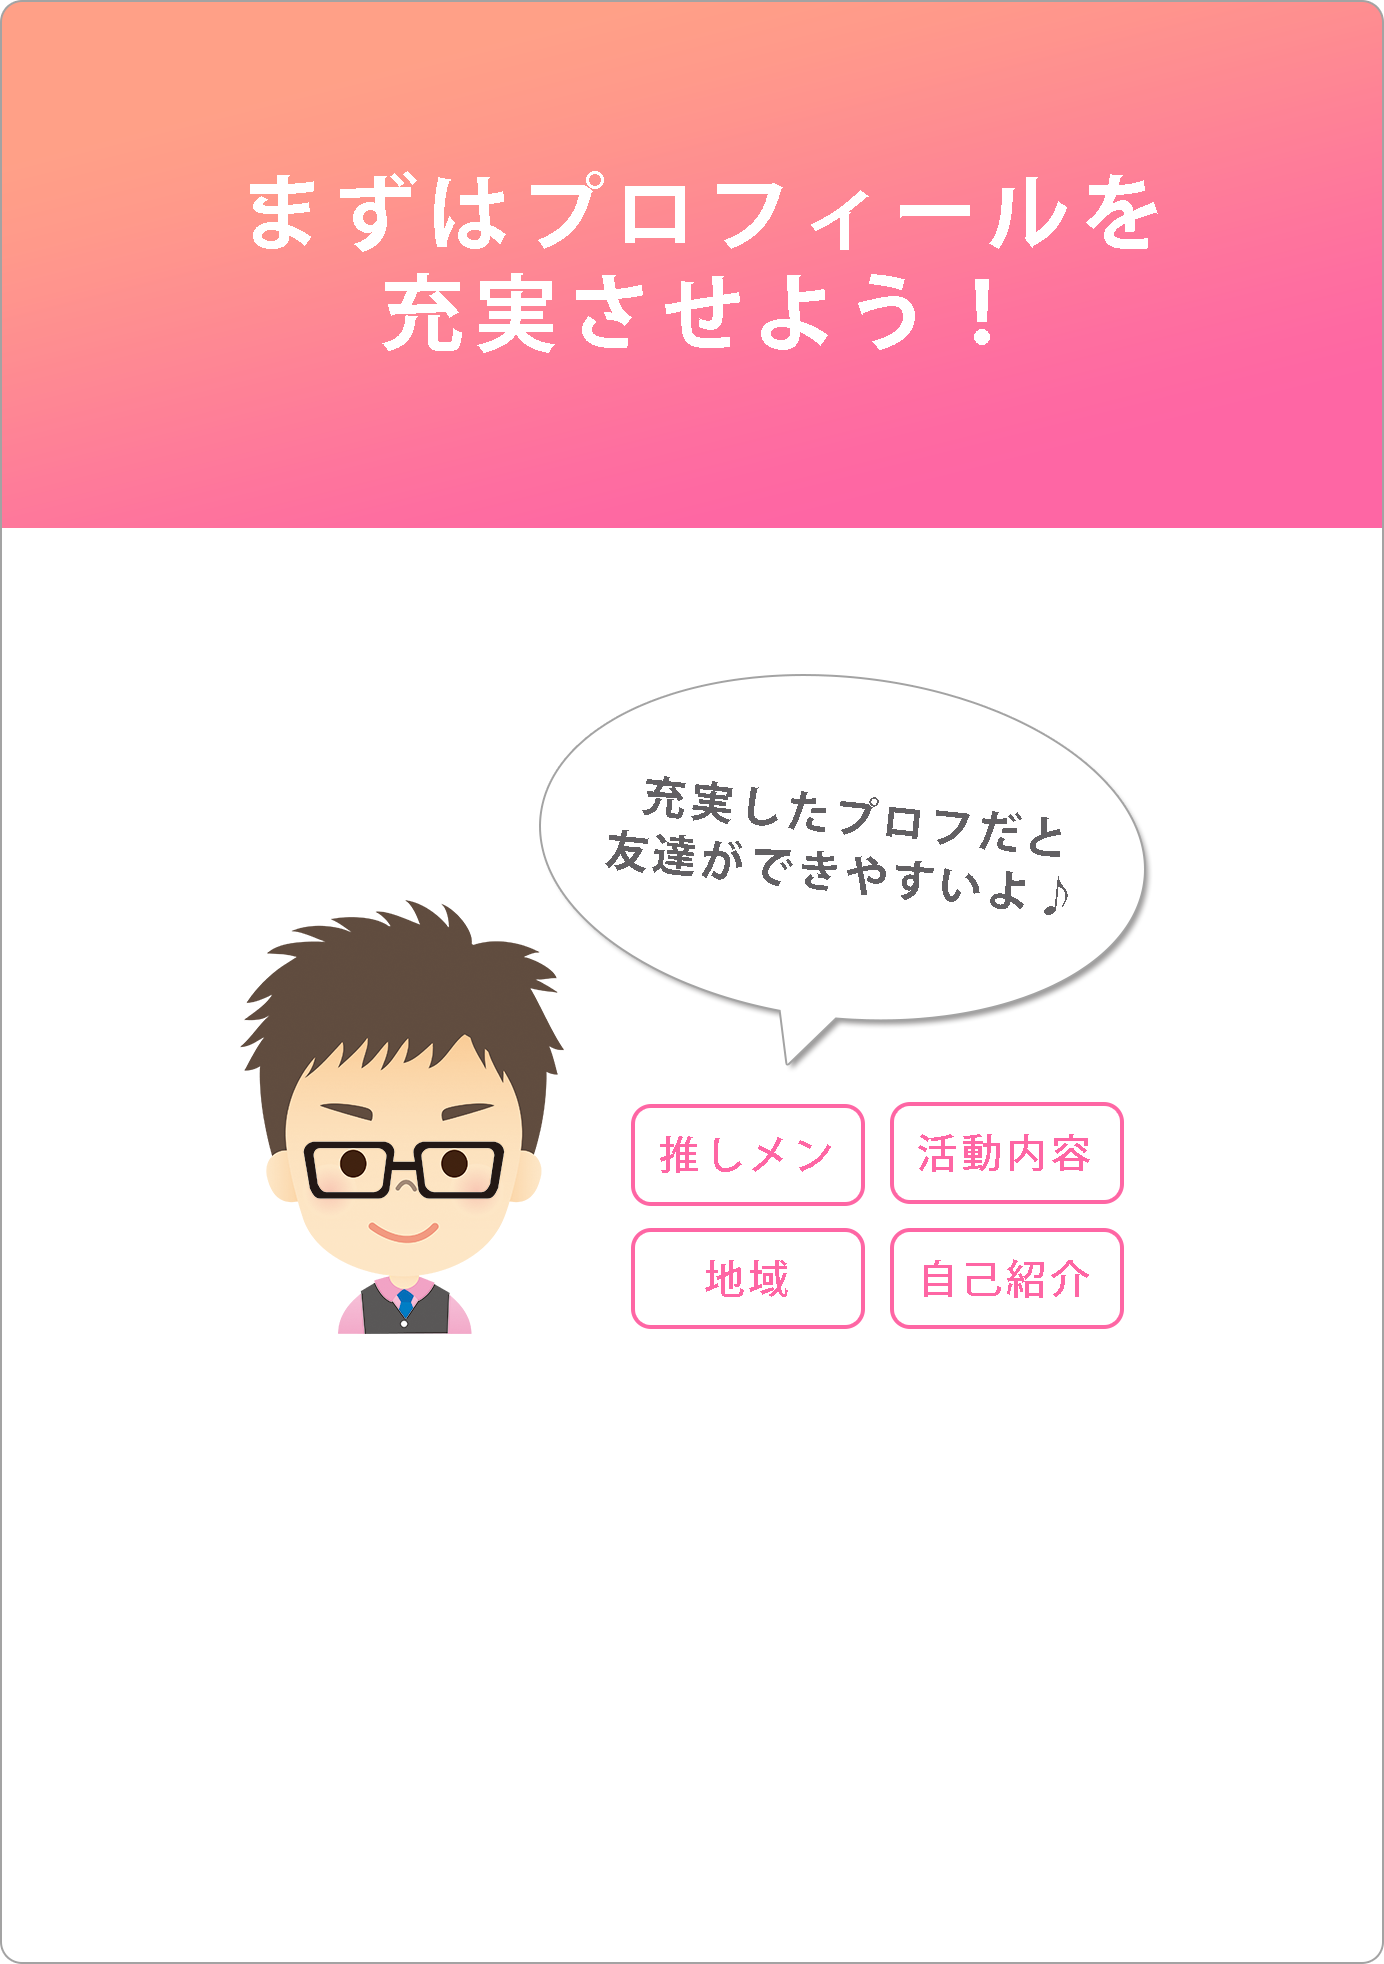 まずはプロフィールを
充実させよう！
充実したプロフだと
友達ができやすいよ♪
推しメン
活動内容
地域
自己紹介